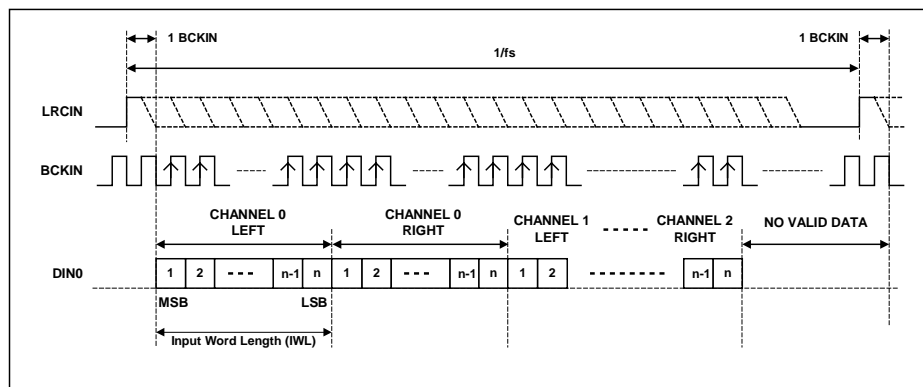 1 BCKIN
1 BCKIN
1/fs
LRCIN
BCKIN
CHANNEL 0
LEFT
CHANNEL 0
RIGHT
CHANNEL 1
LEFT
CHANNEL 2
RIGHT
NO VALID DATA
DIN0
1 2 n-1 n 1 2 n-1 n 1 2 n-1 n
MSB LSB
Input Word Length (IWL)